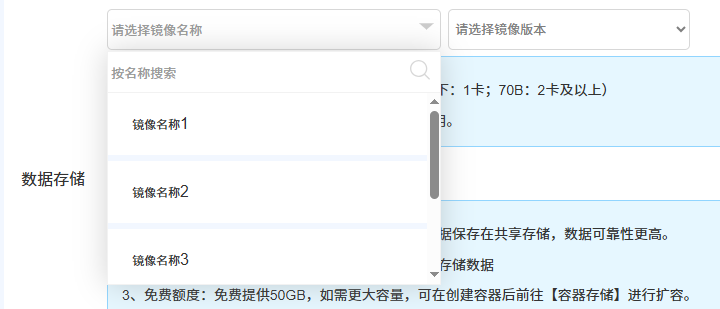 请选择镜像名称
请选择镜像版本
按名称搜索
下：1卡；70B：2卡及以上）
镜像名称1
数据存储
镜像名称2
据保存在共享存储，数据可靠性更高。
镜像名称3
存储数据
3、免费额度：免费提供50GB，如需更大容量，可在创建容器后前往【容器存储】进行扩容。